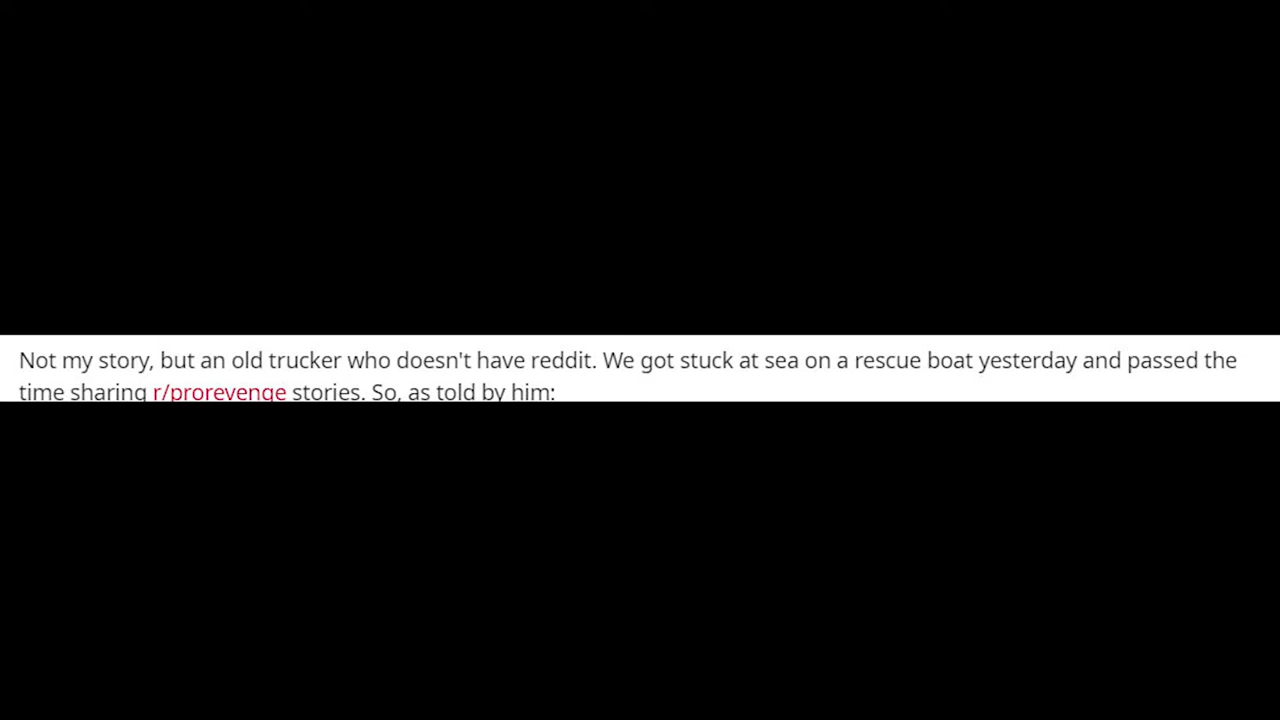 Not my story, but an old trucker who doesn't have reddit. We got stuck at sea on a rescue boat yesterday and passed the
time sharing r/prorevenge stories. So, as told by him: